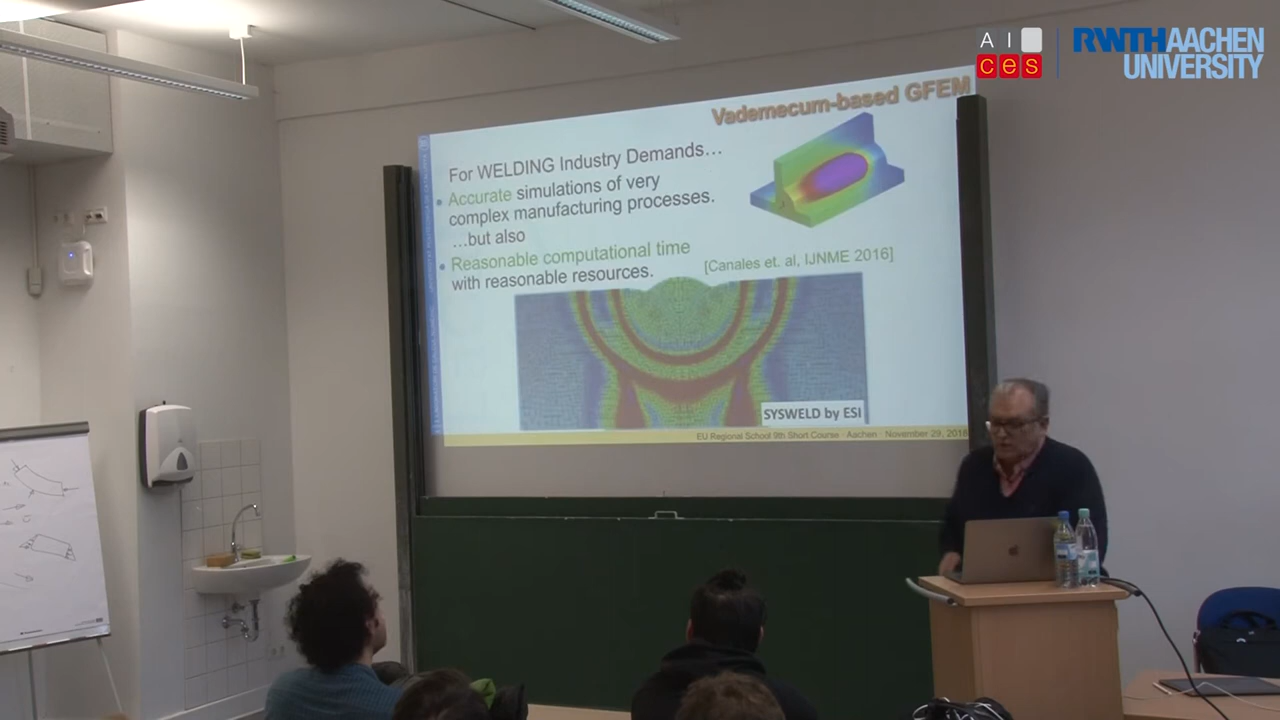 AI
ces
RWTHAACHEN
UNIVERSITY
Vademecum-based GFEM
For WELDING Industry Demands…
• Accurate simulations of very
complex manufacturing processes.
…but also
• Reasonable computational time
with reasonable resources.
[Canales et. al, IJNME 2016]
SYSWELD by ESI
EU Regional School 9th Short Course - Aachen - November 29, 2018